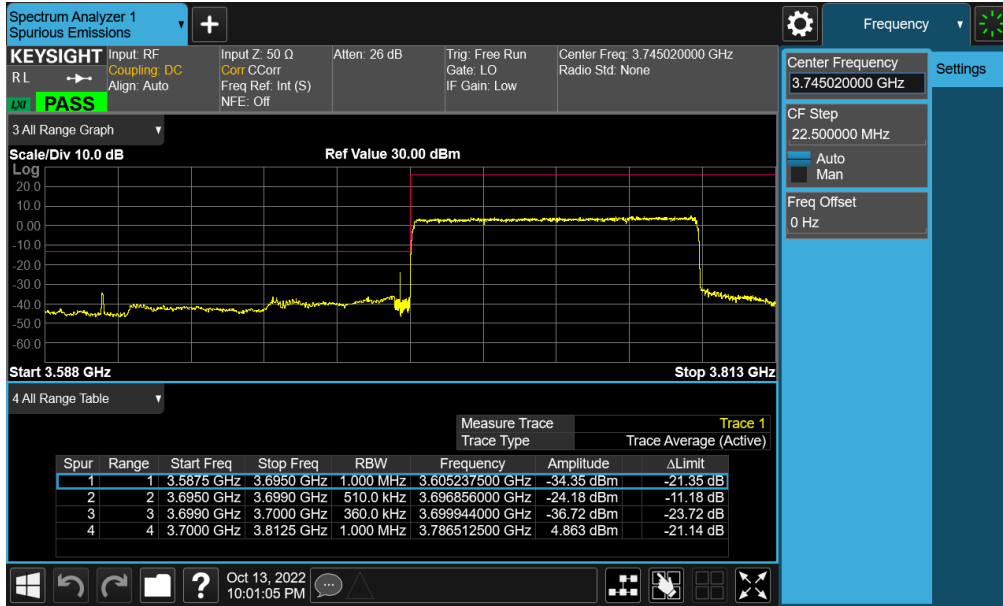 Spectrum Analyzer 1
Spurious Emissions
Frequency
KEYSIGHT
R L
LXI
PASS
Input: RF
Coupling: DC
Align: Auto
Input Z: 50 Ω
Corr CCorr
Freq Ref: Int (S)
NFE: Off
Atten: 26 dB
Trig: Free Run
Gate: LO
IF Gain: Low
Center Freq: 3.745020000 GHz
Radio Std: None
Center Frequency
3.745020000 GHz
Settings
CF Step
22.500000 MHz
Auto
Man
Freq Offset
0 Hz
3 All Range Graph
Scale/Div 10.0 dB
Ref Value 30.00 dBm
Log
20.0
10.0
0.00
-10.0
-20.0
-30.0
-40.0
-50.0
-60.0
Start 3.588 GHz
Stop 3.813 GHz
4 All Range Table
Measure Trace Trace 1
Trace Type Trace Average (Active)
Spur Range Start Freq Stop Freq RBW Frequency Amplitude ΔLimit
1 1 3.5875 GHz 3.6950 GHz 1.000 MHz 3.605237500 GHz -34.35 dBm -21.35 dB
2 2 3.6950 GHz 3.6990 GHz 510.0 kHz 3.696856000 GHz -24.18 dBm -11.18 dB
3 3 3.6990 GHz 3.7000 GHz 360.0 kHz 3.699944000 GHz -36.72 dBm -23.72 dB
4 4 3.7000 GHz 3.8125 GHz 1.000 MHz 3.786512500 GHz 4.863 dBm -21.14 dB
?
Oct 13, 2022
10:01:05 PM